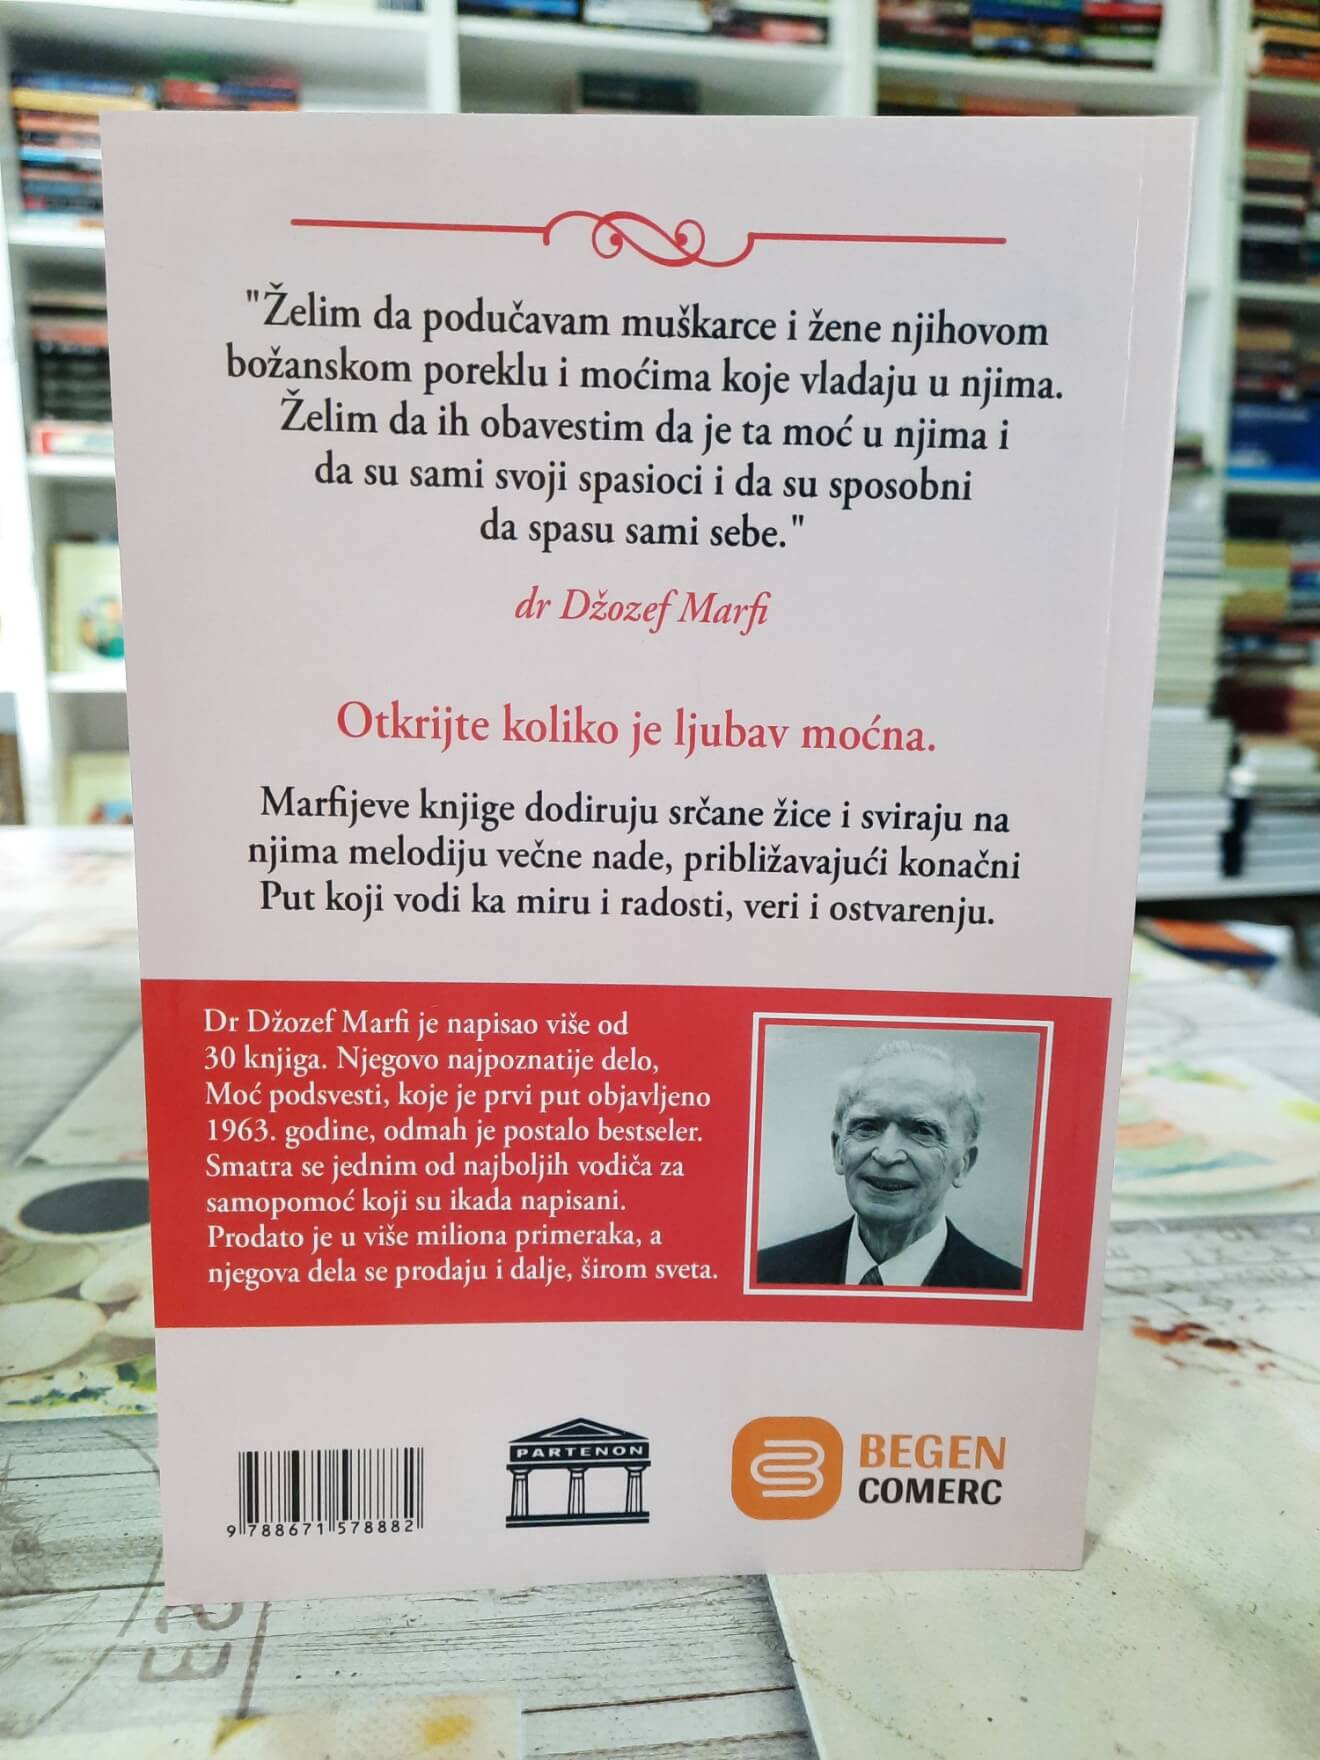 "Želim da podučavam muškarce i žene njihovom
božanskom poreklu i moćima koje vladaju u njima.
Želim da ih obavestim da je ta moć u njima i
da su sami svoji spasioci i da su sposobni
da spasu sami sebe."
dr Džozef Marfi
Otkrijte koliko je ljubav moćna.
Marfijeve knjige dodiruju srčane žice i sviraju na
njima melodiju večne nade, približavajući konačni
Put koji vodi ka miru i radosti, veri i ostvarenju.
Dr Džozef Marfi je napisao više od
30 knjiga. Njegovo najpoznatije delo,
Moć podsvesti, koje je prvi put objavljeno
1963. godine, odmah je postalo bestseler.
Smatra se jednim od najboljih vodiča za
samopomoć koji su ikada napisani.
Prodato je u više miliona primeraka, a
njegova dela se prodaju i dalje, širom sveta.
9 788671 578882
PARTENON
BEGEN
COMERC